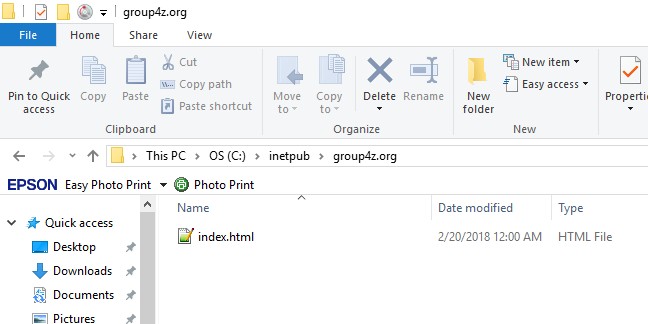 group4z.org
File Home Share View
Pin to Quick access
Copy
Paste
Cut
Copy path
Paste shortcut
Move to
Copy to
Delete
Rename
New folder
New item
Easy access
Properti
Clipboard Organize New
This PC > OS (C:) > inetpub > group4z.org
EPSON Easy Photo Print Photo Print
Name Date modified Type
Quick access
index.html 2/20/2018 12:00 AM HTML File
Desktop
Downloads
Documents
Pictures